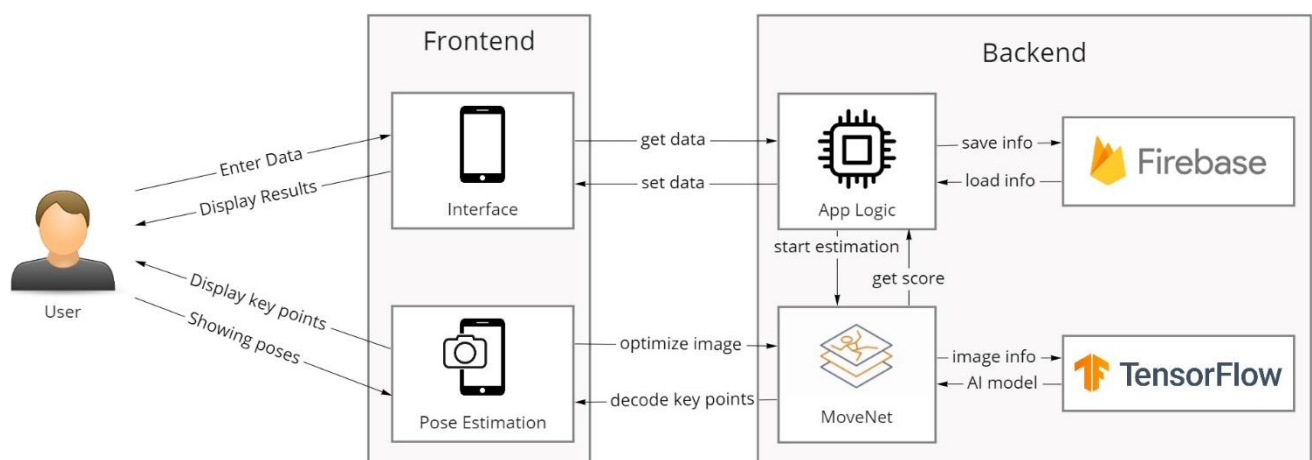 Frontend
Backend
Enter Data
Display Results
Interface
get data
set data
App Logic
save info
load info
Firebase
start estimation
get score
User
Display key points
Showing poses
Pose Estimation
optimize image
decode key points
MoveNet
image info
AI model
TensorFlow